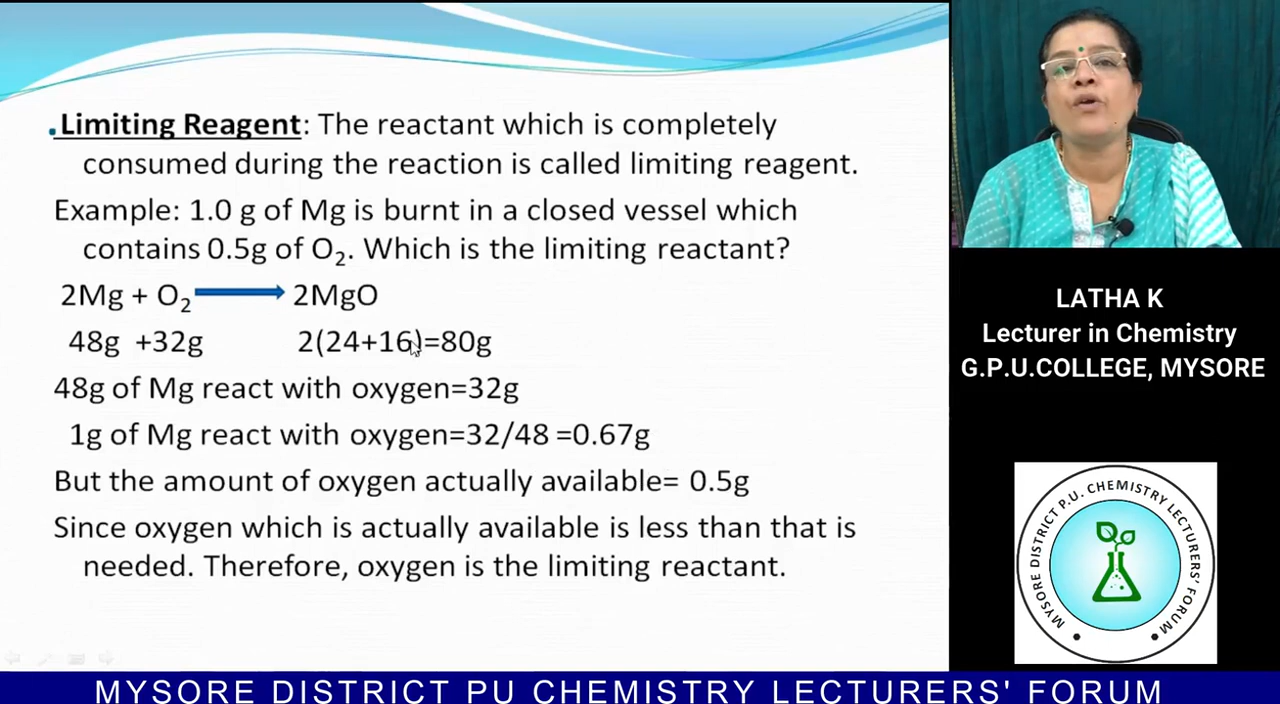 .Limiting Reagent: The reactant which is completely
consumed during the reaction is called limiting reagent.
Example: 1.0 g of Mg is burnt in a closed vessel which
contains 0.5g of O₂. Which is the limiting reactant?
2Mg + O₂ → 2MgO
48g +32g 2(24+16)=80g
48g of Mg react with oxygen=32g
1g of Mg react with oxygen=32/48 =0.67g
But the amount of oxygen actually available= 0.5g
Since oxygen which is actually available is less than that is
needed. Therefore, oxygen is the limiting reactant.
LATHA K
Lecturer in Chemistry
G.P.U.COLLEGE, MYSORE
MYSORE DISTRICT P.U. CHEMISTRY LECTURERS' FORUM
MYSORE DISTRICT PU CHEMISTRY LECTURERS' FORUM